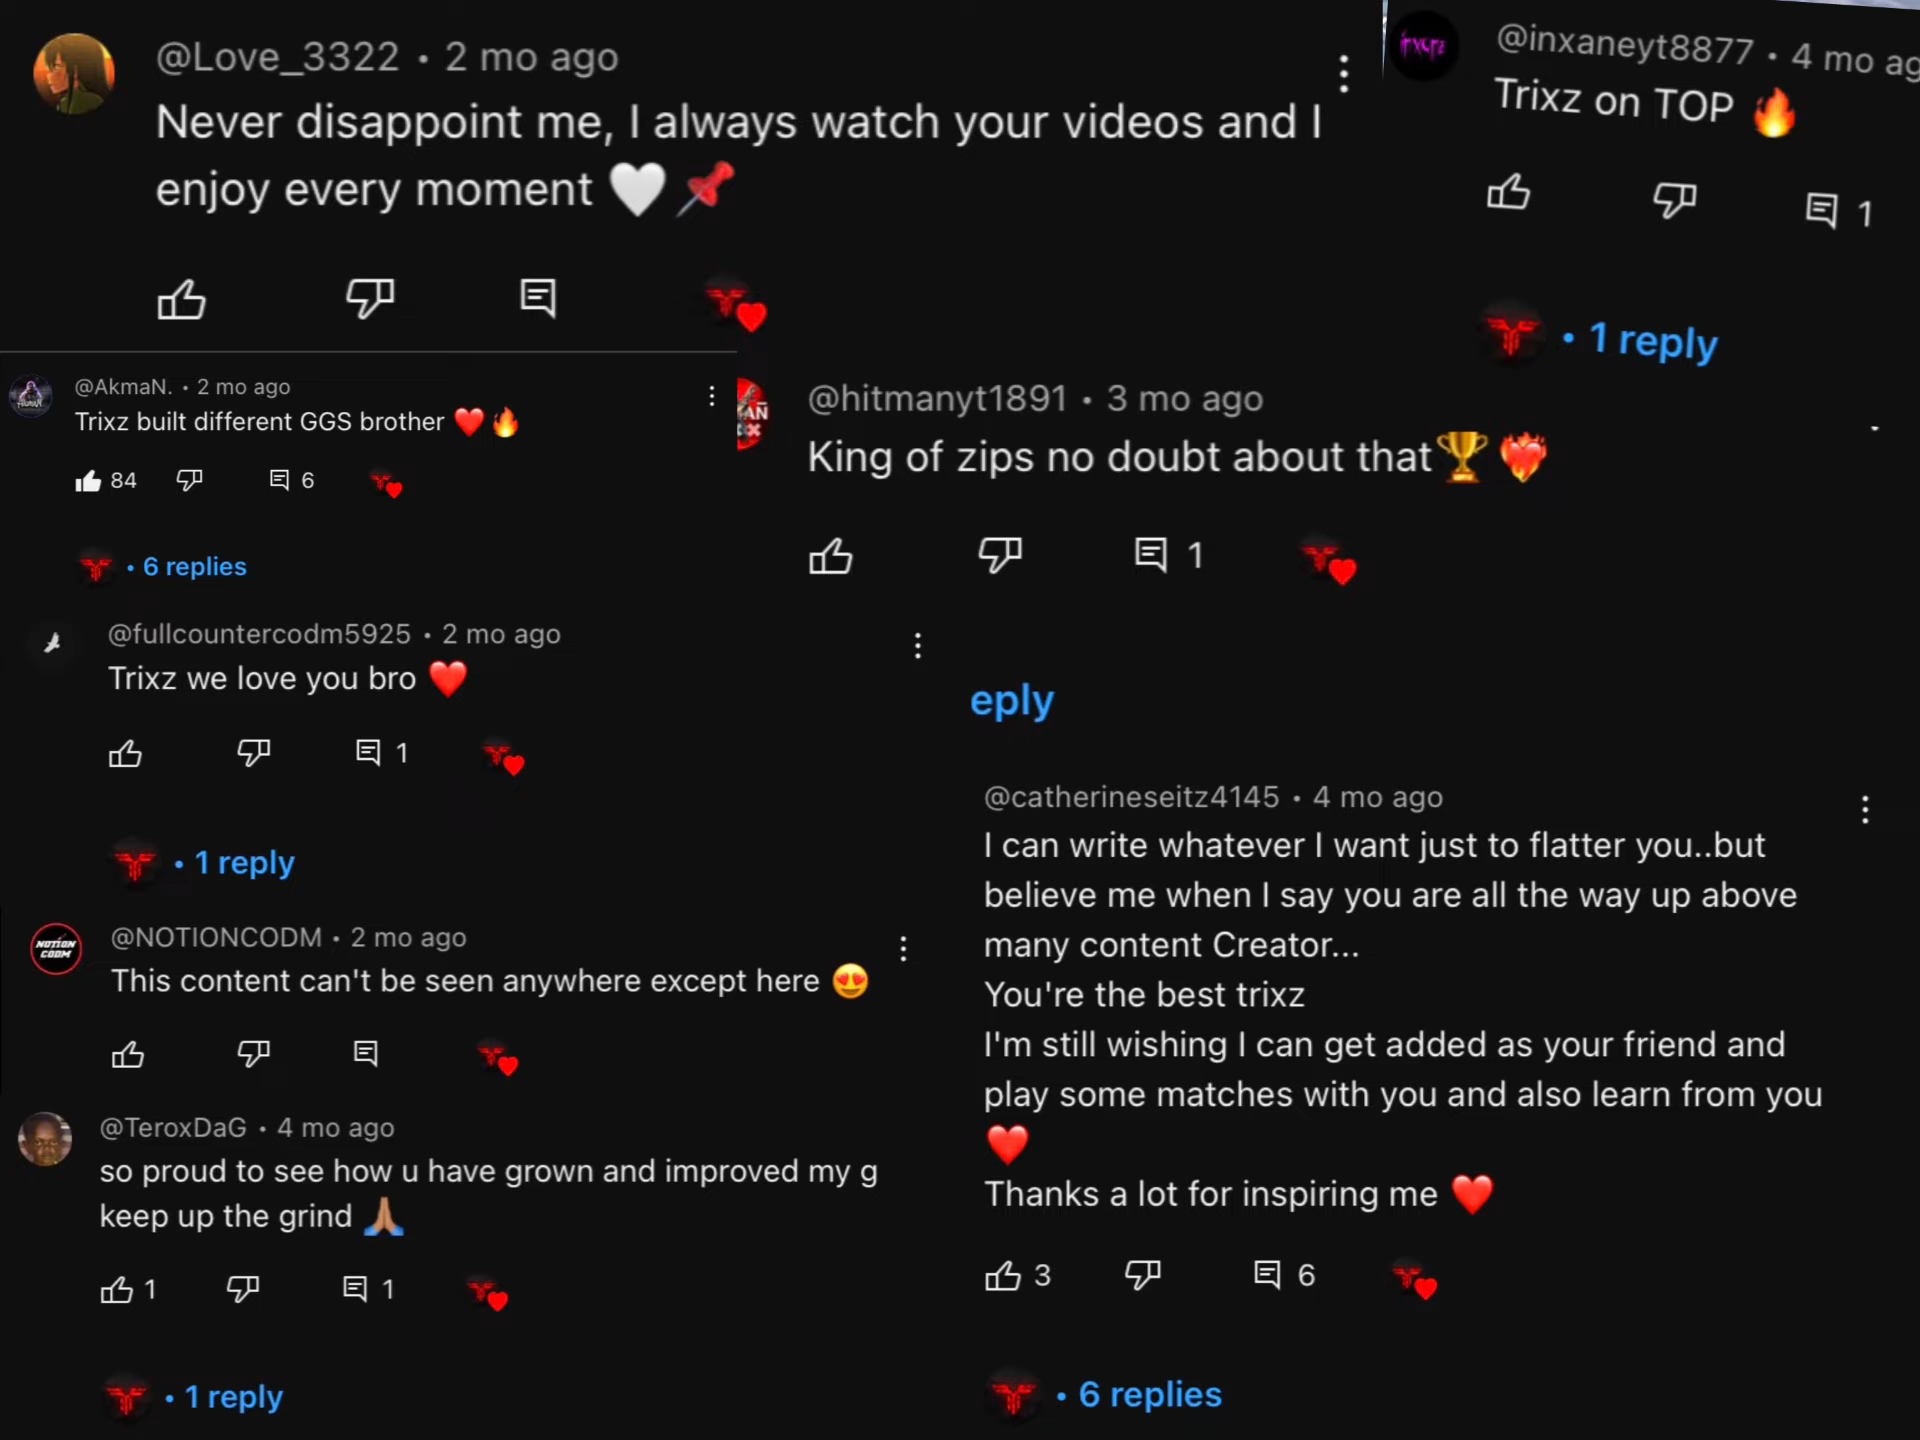 @Love_3322 • 2 mo ago
Never disappoint me, I always watch your videos and I
enjoy every moment 🤍 📌
@inxaneyt8877 • 4 mo ag
Trixz on TOP 🔥
1
• 1 reply
@AkmaN. • 2 mo ago
Trixz built different GGS brother ❤️ 🔥
84 6
• 6 replies
@hitmanyt1891 • 3 mo ago
King of zips no doubt about that🏆 ❤️‍🔥
1
eply
@fullcountercodm5925 • 2 mo ago
Trixz we love you bro ❤️
1
• 1 reply
NOTION
CODM
@NOTIONCODM • 2 mo ago
This content can't be seen anywhere except here 😍
@TeroxDaG • 4 mo ago
so proud to see how u have grown and improved my g
keep up the grind 🙏🏽
1 1
• 1 reply
@catherineseitz4145 • 4 mo ago
I can write whatever I want just to flatter you..but
believe me when I say you are all the way up above
many content Creator...
You're the best trixz
I'm still wishing I can get added as your friend and
play some matches with you and also learn from you
❤️
Thanks a lot for inspiring me ❤️
3 6
• 6 replies